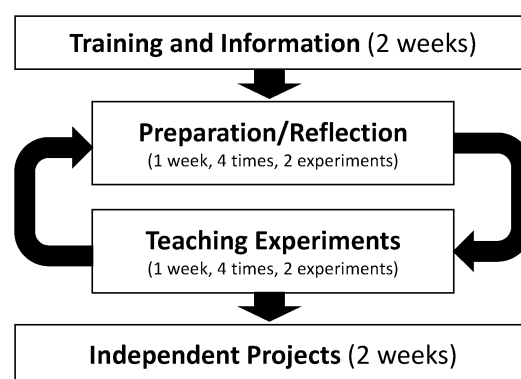 Training and Information (2 weeks)
Preparation/Reflection
(1 week, 4 times, 2 experiments)
Teaching Experiments
(1 week, 4 times, 2 experiments)
Independent Projects (2 weeks)